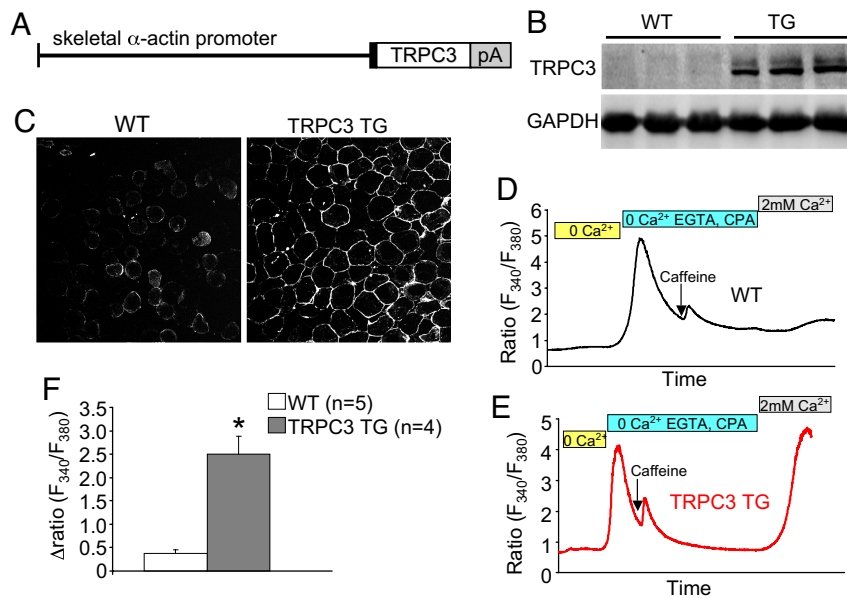 A
skeletal α-actin promoter
TRPC3
pA
B
WT
TG
TRPC3
GAPDH
C
WT
TRPC3 TG
D
Ratio (F340/F380)
6
5
4
3
2
1
0
0 Ca2+
0 Ca2+ EGTA, CPA
2mM Ca2+
Caffeine
WT
Time
E
Ratio (F340/F380)
5
4
3
2
1
0
0 Ca2+
0 Ca2+ EGTA, CPA
2mM Ca2+
Caffeine
TRPC3 TG
Time
F
Δratio (F340/F380)
3.5
3.0
2.5
2.0
1.5
1.0
0.5
0
*
WT (n=5)
TRPC3 TG (n=4)